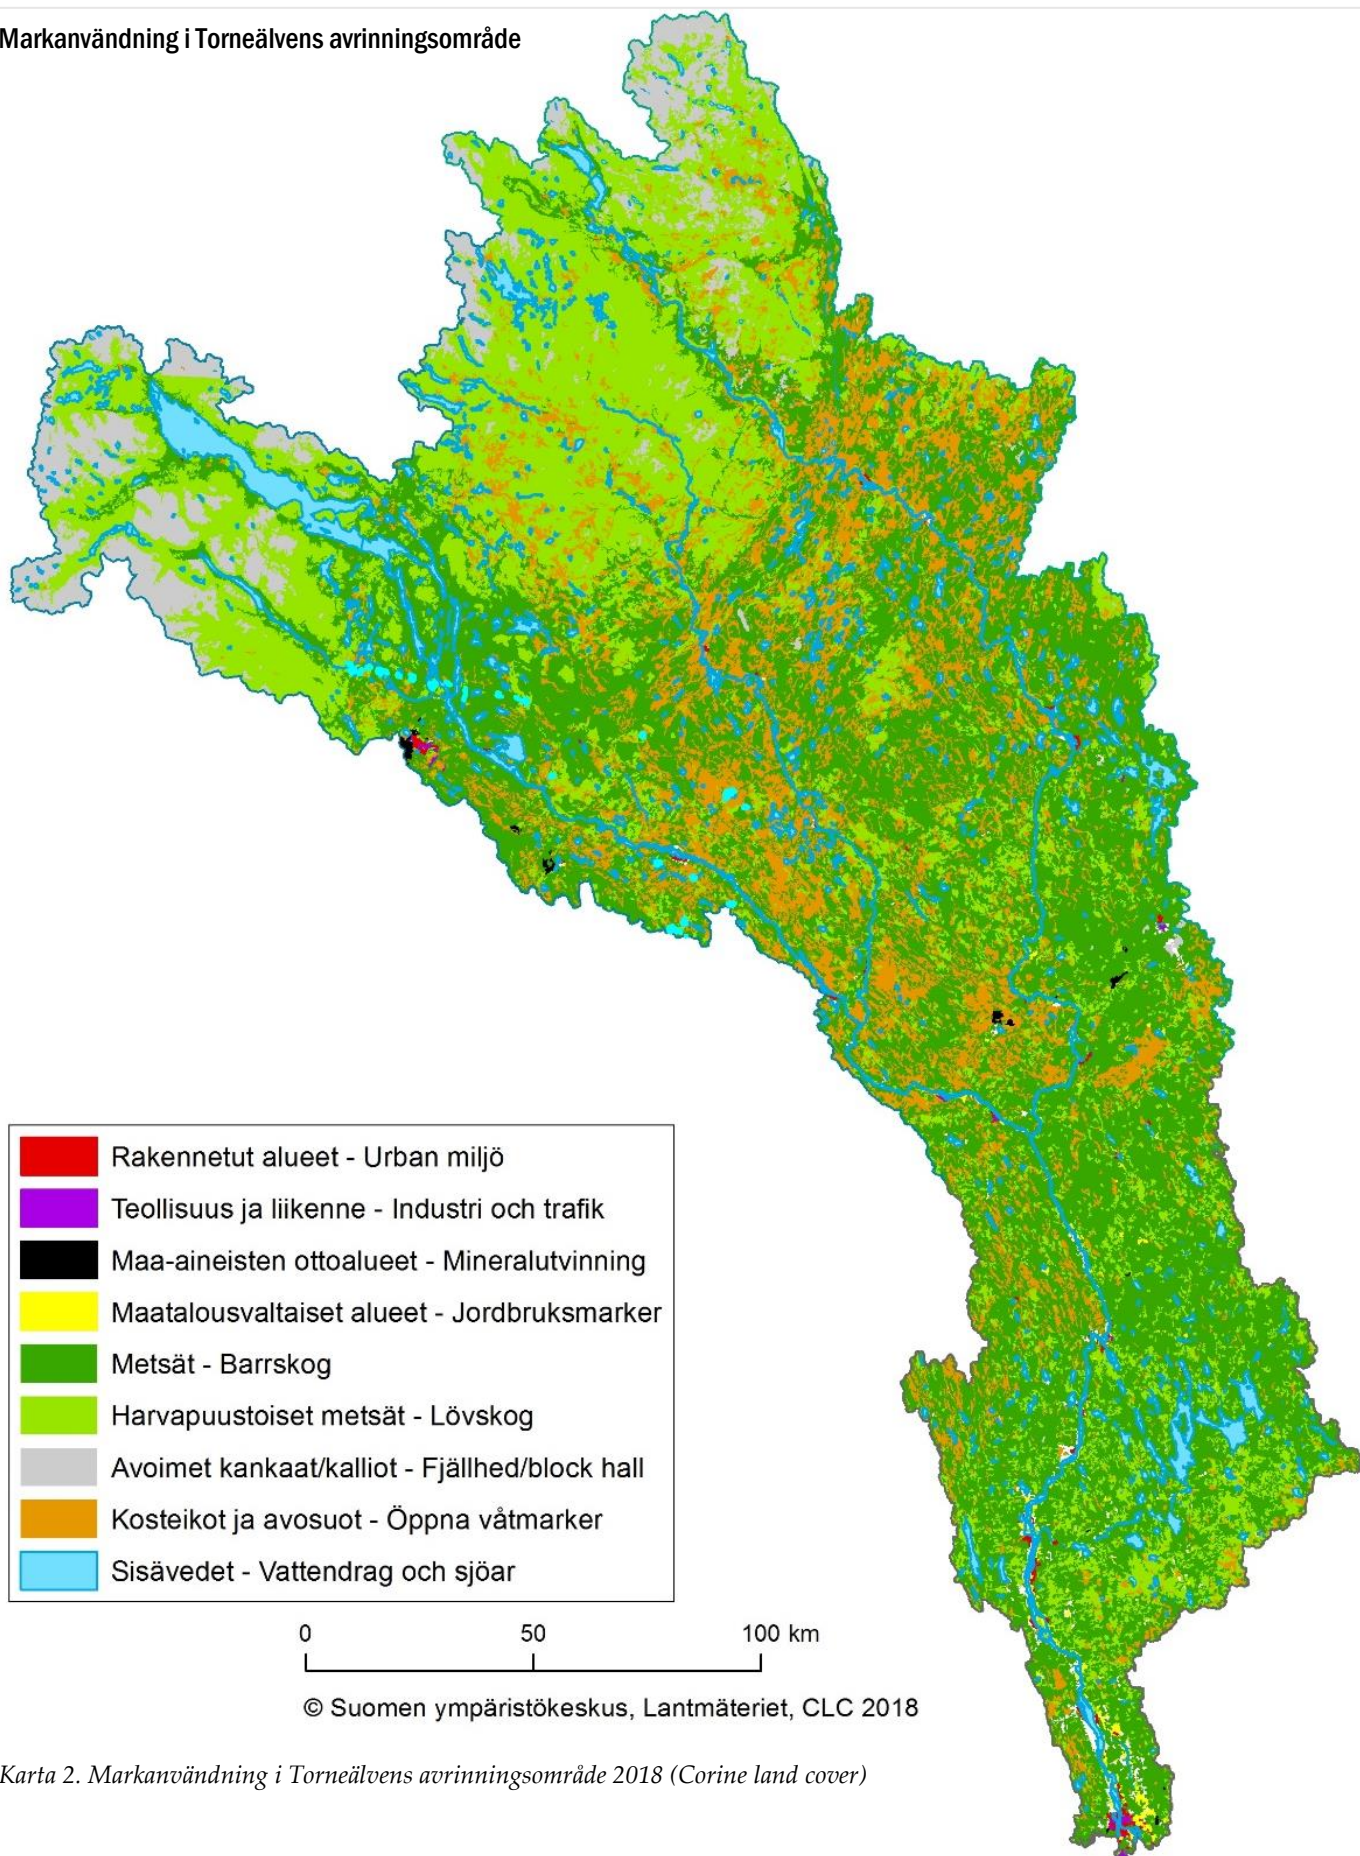 Markanvändning i Torneälvens avrinningsområde
Rakennetut alueet - Urban miljö
Teollisuus ja liikenne - Industri och trafik
Maa-aineisten ottoalueet - Mineralutvinning
Maatalousvaltaiset alueet - Jordbruksmarker
Metsät - Barrskog
Harvapuustoiset metsät - Lövskog
Avoimet kankaat/kalliot - Fjällhed/block hall
Kosteikot ja avosuot - Öppna våtmarker
Sisävedet - Vattendrag och sjöar
0 50 100 km
© Suomen ympäristökeskus, Lantmäteriet, CLC 2018
Karta 2. Markanvändning i Torneälvens avrinningsområde 2018 (Corine land cover)